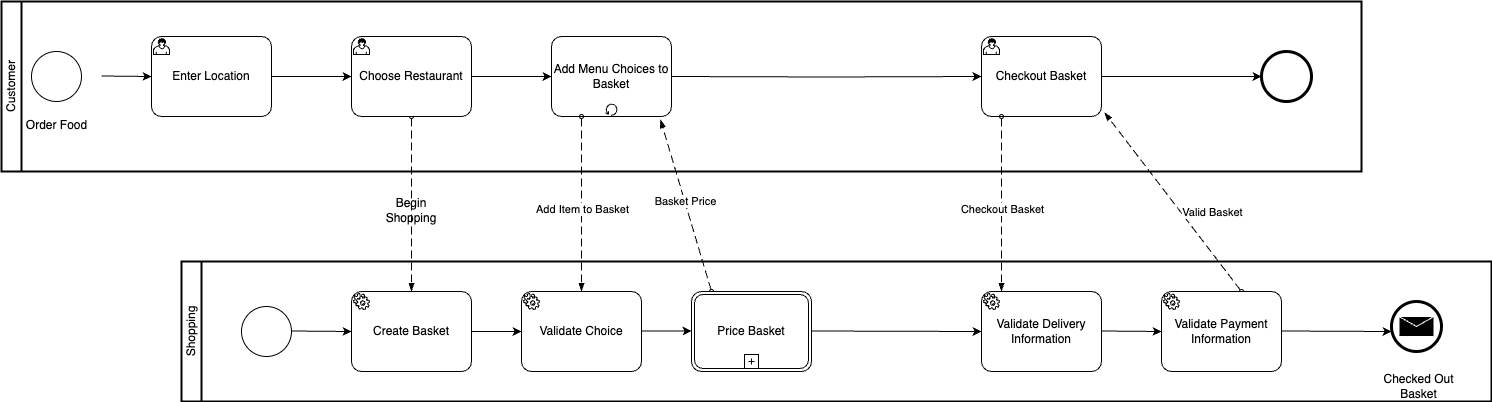 Customer
Order Food
Enter Location
Choose Restaurant
Add Menu Choices to
Basket
Checkout Basket
Begin
Shopping
Add Item to Basket
Basket Price
Checkout Basket
Valid Basket
Shopping
Create Basket
Validate Choice
Price Basket
Validate Delivery
Information
Validate Payment
Information
Checked Out
Basket